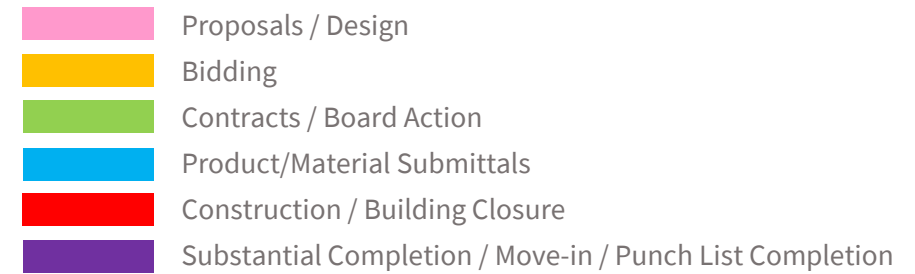 Proposals / Design
Bidding
Contracts / Board Action
Product/Material Submittals
Construction / Building Closure
Substantial Completion / Move-in / Punch List Completion